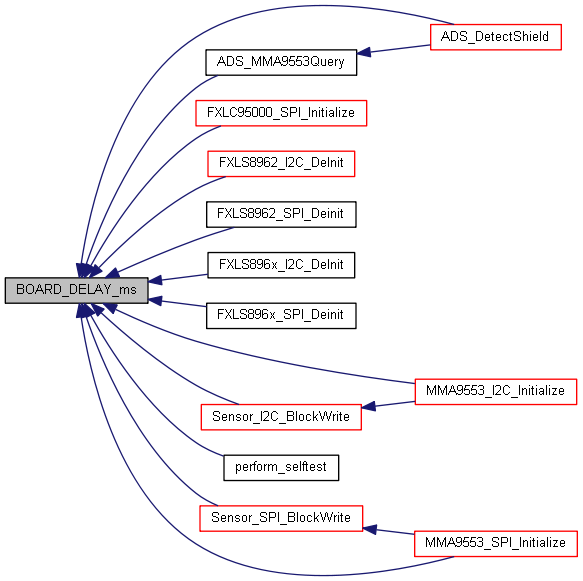 ADS_DetectShield
ADS_MMA9553Query
FXLC95000_SPI_Initialize
FXLS8962_I2C_DeInit
FXLS8962_SPI_Deinit
FXLS896x_I2C_DeInit
BOARD_DELAY_ms
FXLS896x_SPI_Deinit
MMA9553_I2C_Initialize
Sensor_I2C_BlockWrite
perform_selftest
Sensor_SPI_BlockWrite
MMA9553_SPI_Initialize